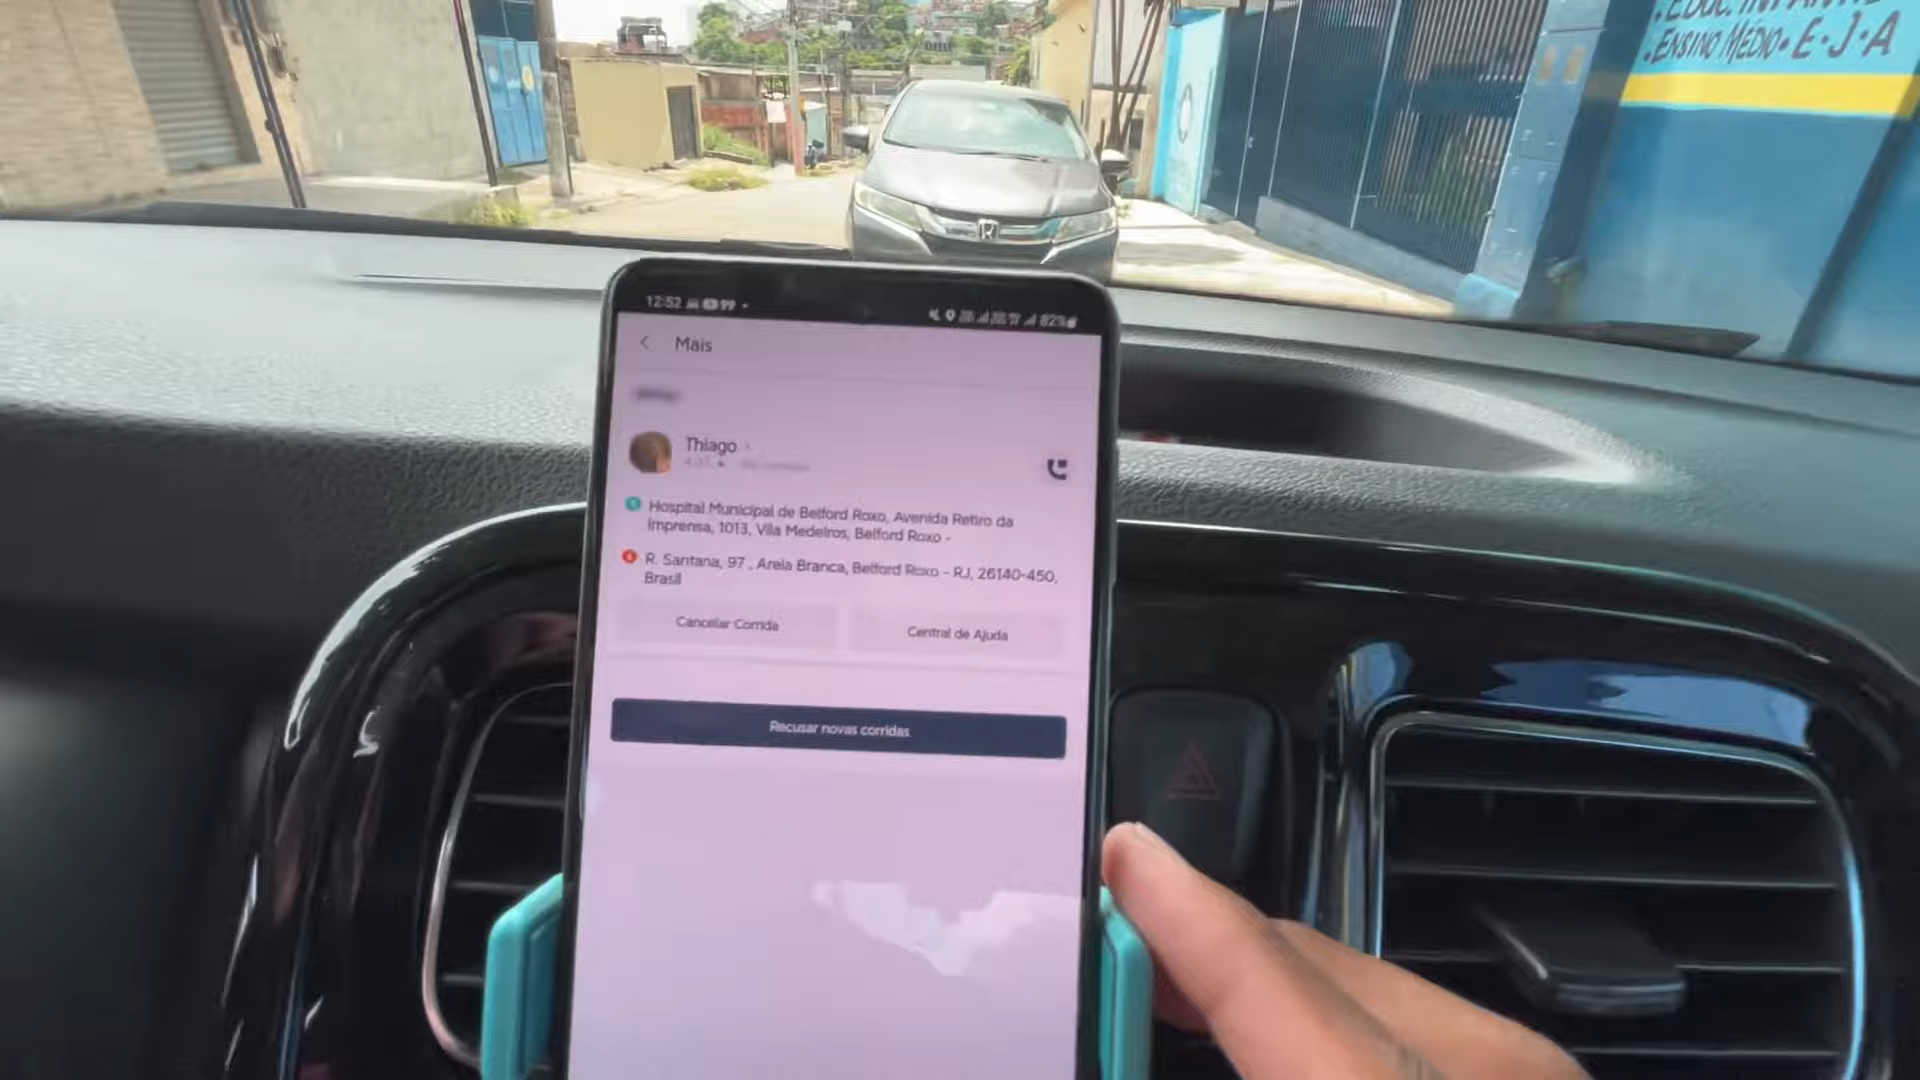 . EDUC. INFANTIL
. ENSINO MÉDIO • E • J • A
12:52
99
82%
Mais
Thiago
Hospital Municipal de Belford Roxo, Avenida Retiro da
Imprensa, 1013, Vila Medeiros, Belford Roxo -
R. Santana, 97 , Areia Branca, Belford Roxo - RJ, 26140-450,
Brasil
Cancelar Corrida
Central de Ajuda
Recusar novas corridas